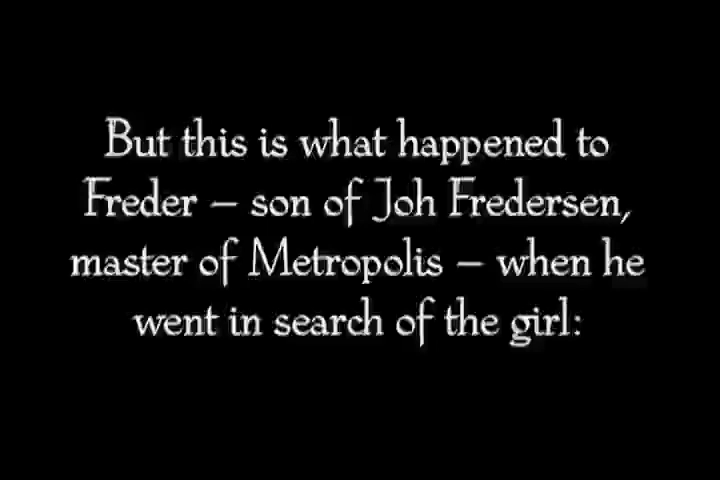 But this is what happened to
Freder – son of Joh Fredersen,
master of Metropolis – when he
went in search of the girl: